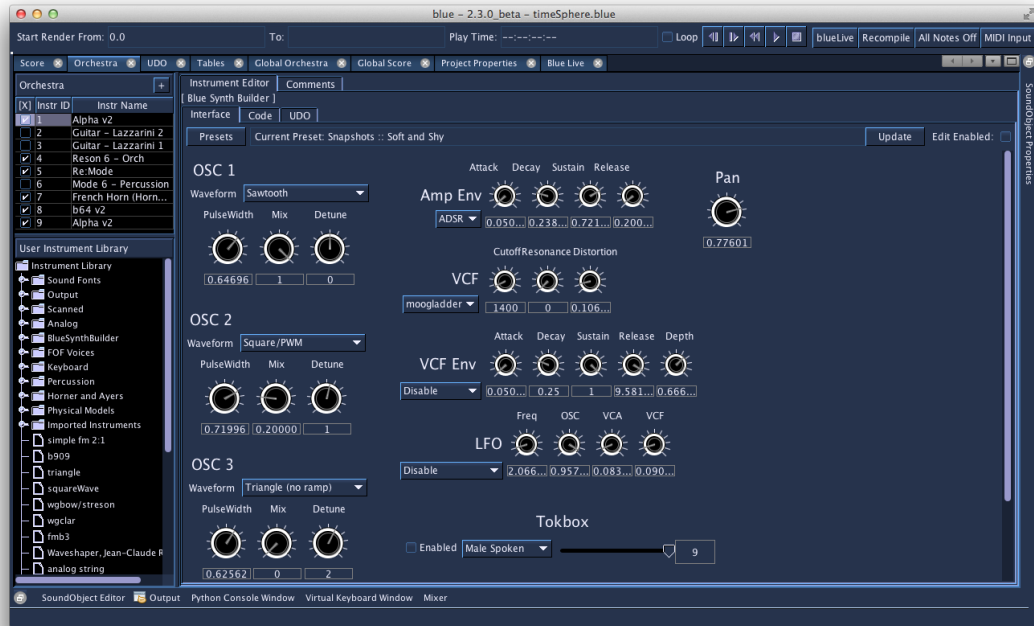 blue - 2.3.0_beta - timeSphere.blue
Start Render From: 0.0 To: Play Time: --:--:--:-- Loop blueLive Recompile All Notes Off MIDI Input
Score Orchestra UDO Tables Global Orchestra Global Score Project Properties Blue Live
Orchestra +
[X] Instr ID Instr Name
1 Alpha v2
2 Guitar - Lazzarini 2
3 Guitar - Lazzarini 1
4 Reson 6 - Orch
5 Re:Mode
6 Mode 6 - Percussion
7 French Horn (Horn...
8 b64 v2
9 Alpha v2
User Instrument Library
Instrument Library
Sound Fonts
Output
Scanned
Analog
BlueSynthBuilder
FOF Voices
Keyboard
Percussion
Horner and Ayers
Physical Models
Imported Instruments
simple fm 2:1
b909
triangle
squareWave
wgbow/streson
wgclar
fmb3
Waveshaper, Jean-Claude R
analog string
Instrument Editor Comments
[ Blue Synth Builder ]
Interface Code UDO
Presets Current Preset: Snapshots :: Soft and Shy Update Edit Enabled:
OSC 1
Waveform Sawtooth
PulseWidth Mix Detune
0.64696 1 0
OSC 2
Waveform Square/PWM
PulseWidth Mix Detune
0.71996 0.20000 1
OSC 3
Waveform Triangle (no ramp)
PulseWidth Mix Detune
0.62562 0 2
Attack Decay Sustain Release
Amp Env
ADSR 0.050... 0.238... 0.721... 0.200...
Pan
0.77601
Cutoff Resonance Distortion
VCF
moogladder 1400 0 0.106...
Attack Decay Sustain Release Depth
VCF Env
Disable 0.050... 0.25 1 9.581... 0.666...
Freq OSC VCA VCF
LFO
Disable 2.066... 0.957... 0.083... 0.090...
Tokbox
Enabled Male Spoken 9
SoundObject Properties
SoundObject Editor Output Python Console Window Virtual Keyboard Window Mixer